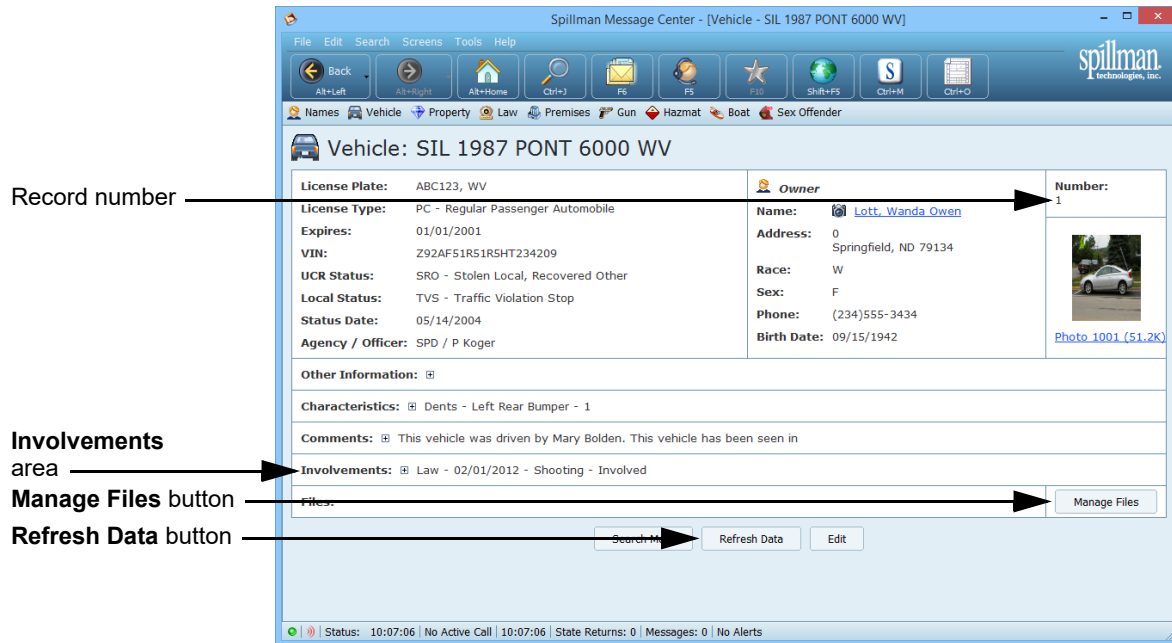 Spillman Message Center - [Vehicle - SIL 1987 PONT 6000 WV]
File Edit Search Screens Tools Help
Back
Alt+Left Alt+Right Alt+Home Ctrl+J F6 F5 F10 Shift+F5 Ctrl+M Ctrl+O
spillman
technologies, inc.
Names Vehicle Property Law Premises Gun Hazmat Boat Sex Offender
Vehicle: SIL 1987 PONT 6000 WV
License Plate: ABC123, WV
License Type: PC - Regular Passenger Automobile
Expires: 01/01/2001
VIN: Z92AF51R51RSHT234209
UCR Status: SRO - Stolen Local, Recovered Other
Local Status: TVS - Traffic Violation Stop
Status Date: 05/14/2004
Agency / Officer: SPD / P Koger
Owner
Name: Lott, Wanda Owen
Address: 0
Springfield, ND 79134
Race: W
Sex: F
Phone: (234)555-3434
Birth Date: 09/15/1942
Number:
1
Photo 1001 (51.2K)
Record number
Other Information:
Characteristics: Dents - Left Rear Bumper - 1
Comments: This vehicle was driven by Mary Bolden. This vehicle has been seen in
Involvements: Law - 02/01/2012 - Shooting - Involved
Files:
Manage Files
Involvements
area
Manage Files button
Refresh Data button
Search Refresh Data Edit
Status: 10:07:06 No Active Call 10:07:06 State Returns: 0 Messages: 0 No Alerts